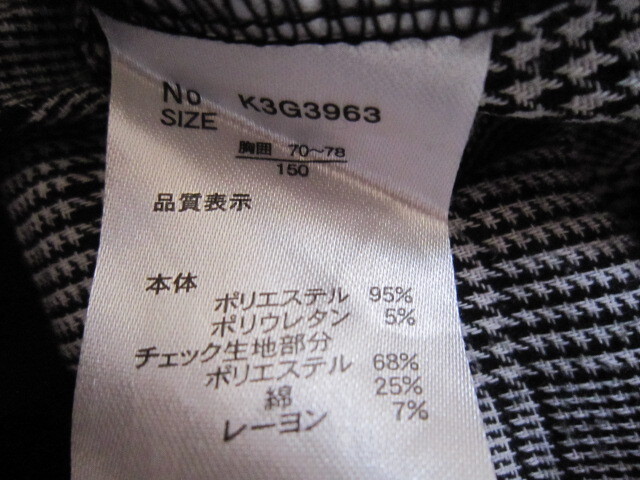 No K3G3963
SIZE
胸囲 70～78
150
品質表示
本体
ポリエステル 95%
ポリウレタン 5%
チェック生地部分
ポリエステル 68%
綿 25%
レーヨン 7%